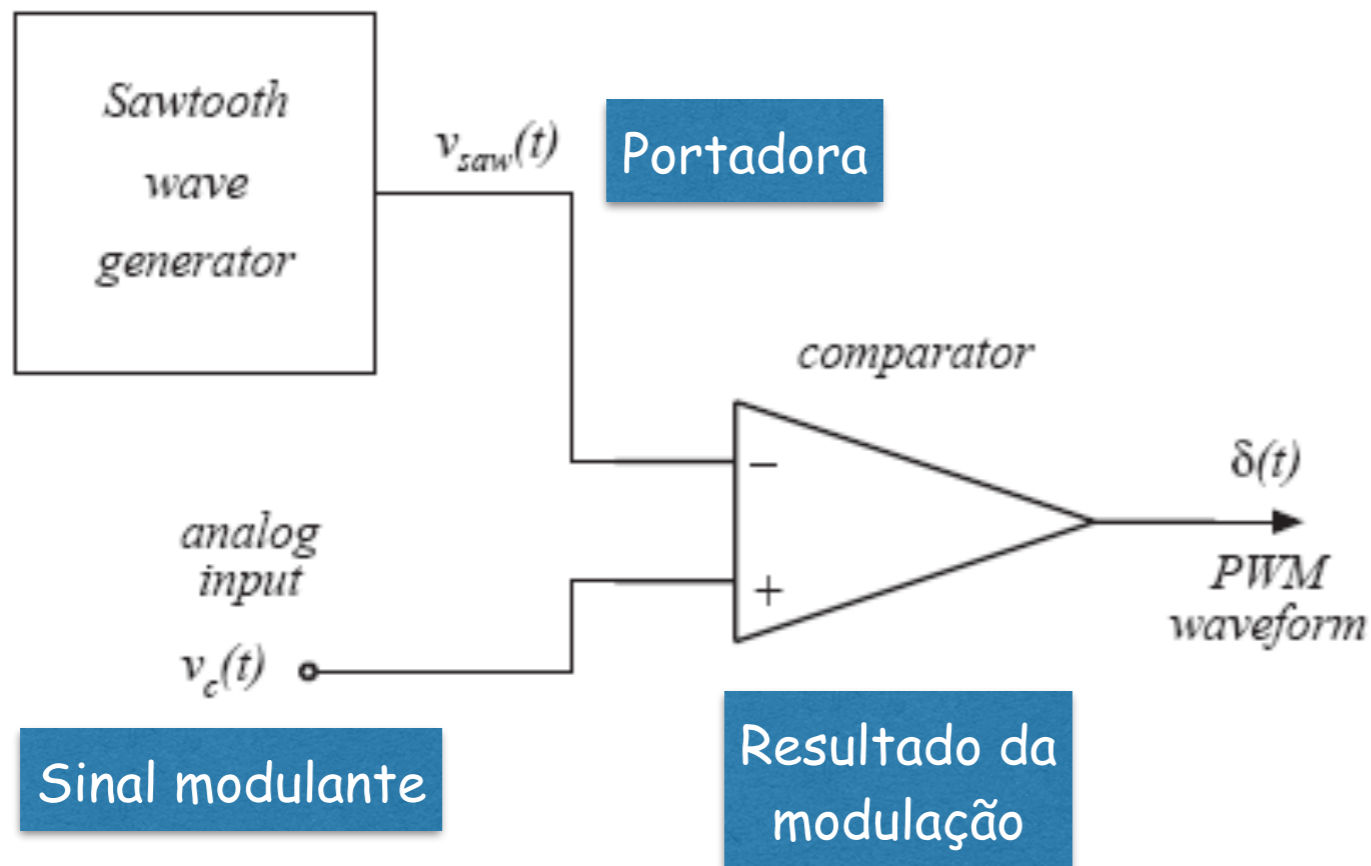 Sawtooth
wave
generator
v_saw(t)
Portadora
comparator
−
+
δ(t)
PWM
waveform
analog
input
v_c(t)
Sinal modulante
Resultado da
modulação